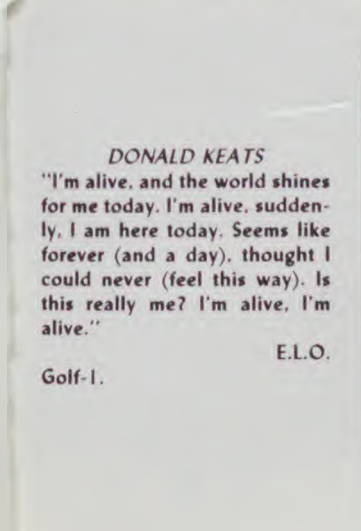 DONALD KEATS
"I'm alive, and the world shines
for me today. I'm alive, sudden-
ly, I am here today. Seems like
forever (and a day), thought I
could never (feel this way). Is
this really me? I'm alive, I'm
alive."
E.L.O.
Golf-1.